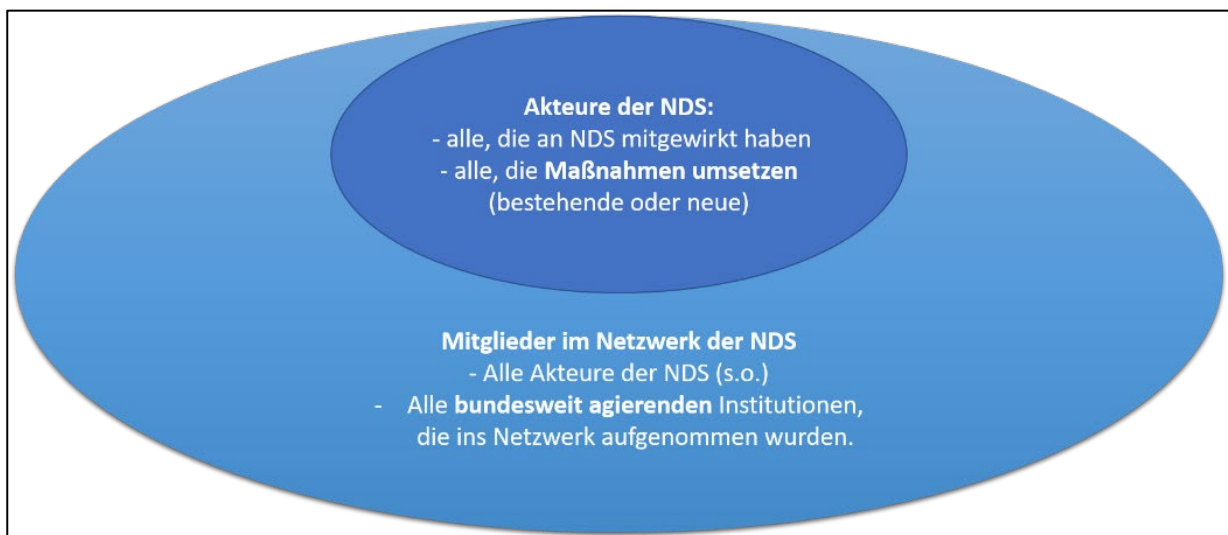 Akteure der NDS:
- alle, die an NDS mitgewirkt haben
- alle, die Maßnahmen umsetzen
(bestehende oder neue)
Mitglieder im Netzwerk der NDS
- Alle Akteure der NDS (s.o.)
- Alle bundesweit agierenden Institutionen,
die ins Netzwerk aufgenommen wurden.